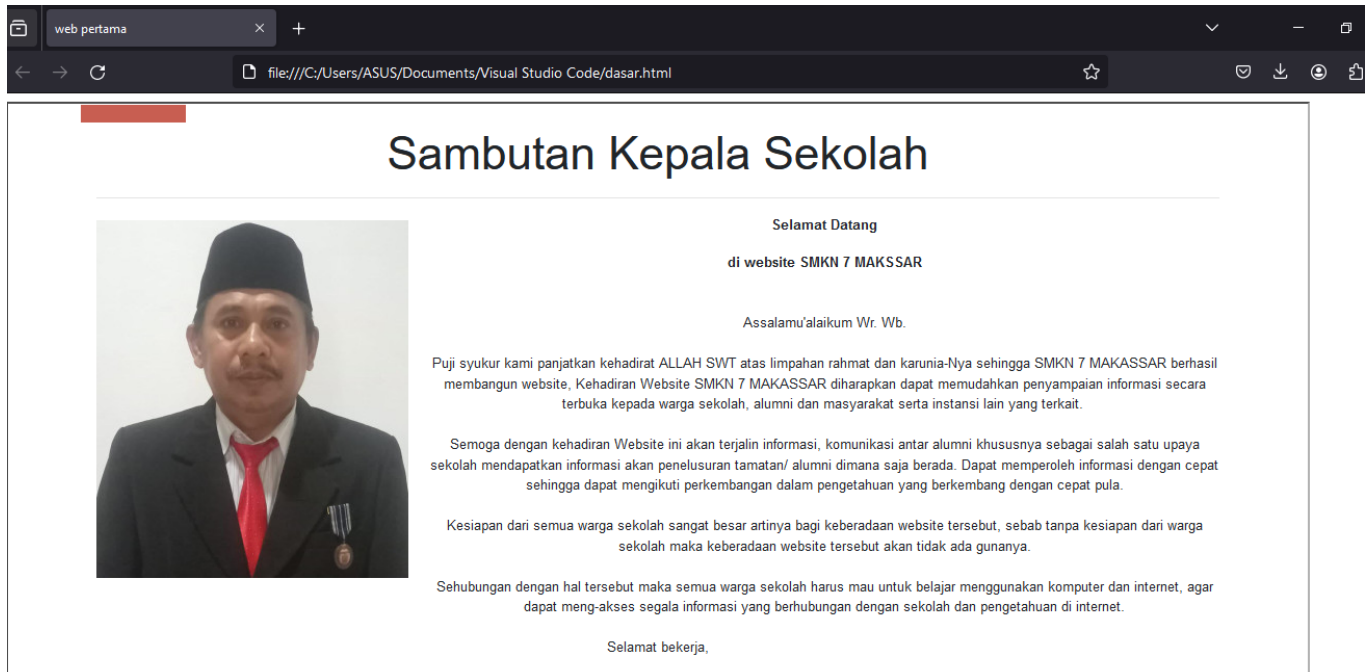 web pertama
file:///C:/Users/ASUS/Documents/Visual Studio Code/dasar.html
Sambutan Kepala Sekolah
Selamat Datang
di website SMKN 7 MAKSSAR
Assalamu'alaikum Wr. Wb.
Puji syukur kami panjatkan kehadirat ALLAH SWT atas limpahan rahmat dan karunia-Nya sehingga SMKN 7 MAKASSAR berhasil
membangun website, Kehadiran Website SMKN 7 MAKASSAR diharapkan dapat memudahkan penyampaian informasi secara
terbuka kepada warga sekolah, alumni dan masyarakat serta instansi lain yang terkait.
Semoga dengan kehadiran Website ini akan terjalin informasi, komunikasi antar alumni khususnya sebagai salah satu upaya
sekolah mendapatkan informasi akan penelusuran tamatan/ alumni dimana saja berada. Dapat memperoleh informasi dengan cepat
sehingga dapat mengikuti perkembangan dalam pengetahuan yang berkembang dengan cepat pula.
Kesiapan dari semua warga sekolah sangat besar artinya bagi keberadaan website tersebut, sebab tanpa kesiapan dari warga
sekolah maka keberadaan website tersebut akan tidak ada gunanya.
Sehubungan dengan hal tersebut maka semua warga sekolah harus mau untuk belajar menggunakan komputer dan internet, agar
dapat meng-akses segala informasi yang berhubungan dengan sekolah dan pengetahuan di internet.
Selamat bekerja,